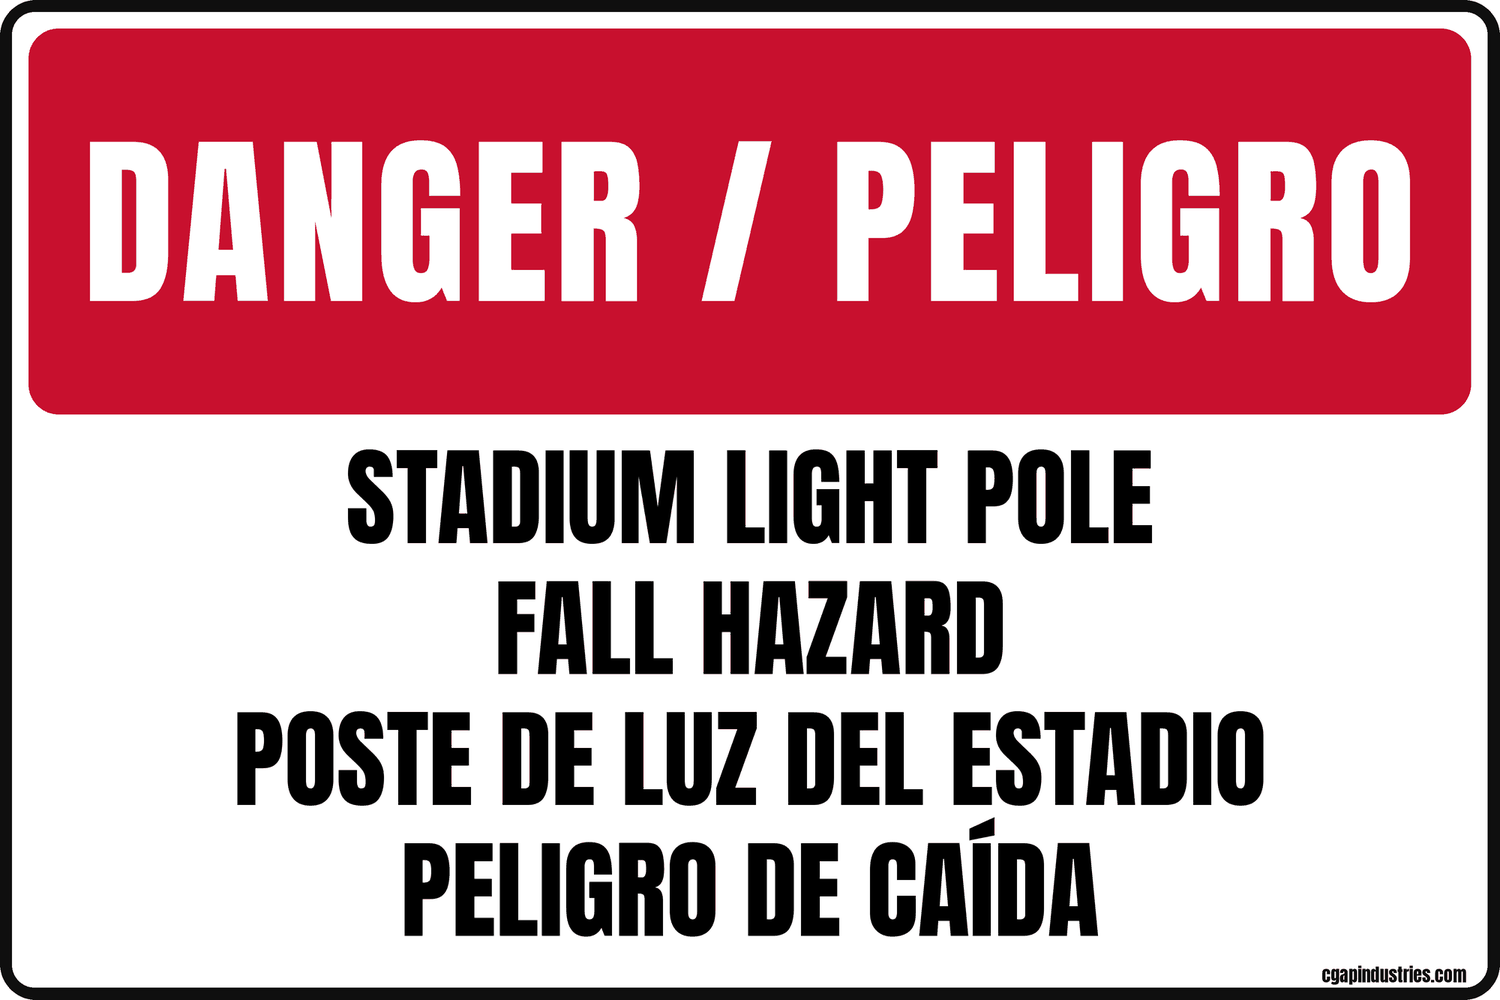 DANGER / PELIGRO
STADIUM LIGHT POLE
FALL HAZARD
POSTE DE LUZ DEL ESTADIO
PELIGRO DE CAÍDA
cgapindustries.com